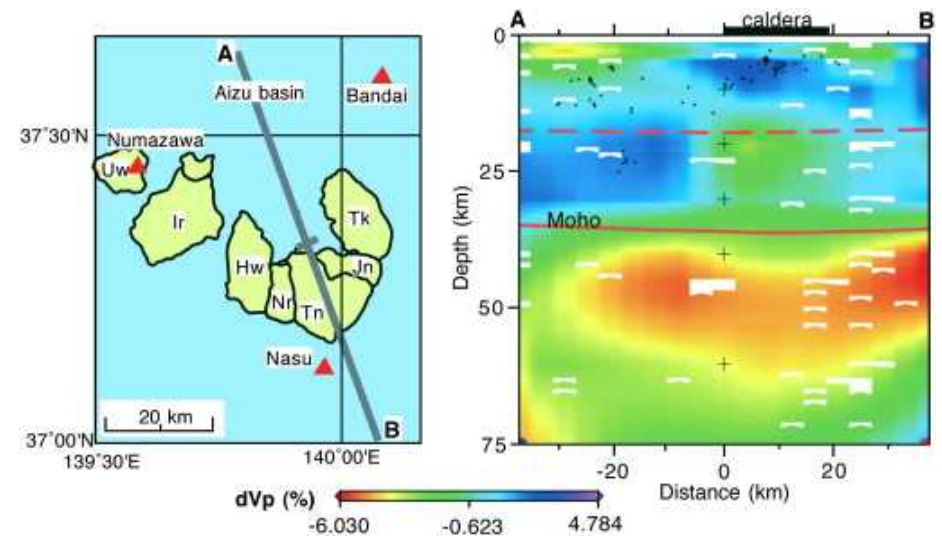 A
Aizu basin
Bandai
37°30'N
Numazawa
Uw
Ir
Tk
Hw
Jn
Nr
Tn
Nasu
20 km
B
37°00'N
139°30'E
140°00'E
A
caldera
B
0
25
50
75
Depth (km)
Moho
-20
0
20
Distance (km)
dVp (%)
-6.030
-0.623
4.784